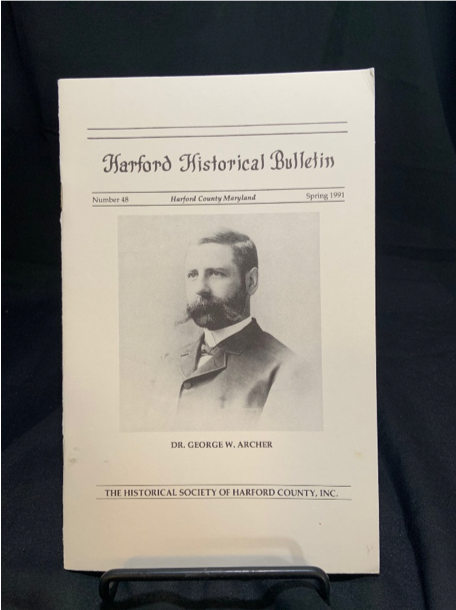 Harford Historical Bulletin
Number 48 Harford County Maryland Spring 1991
DR. GEORGE W. ARCHER
THE HISTORICAL SOCIETY OF HARFORD COUNTY, INC.